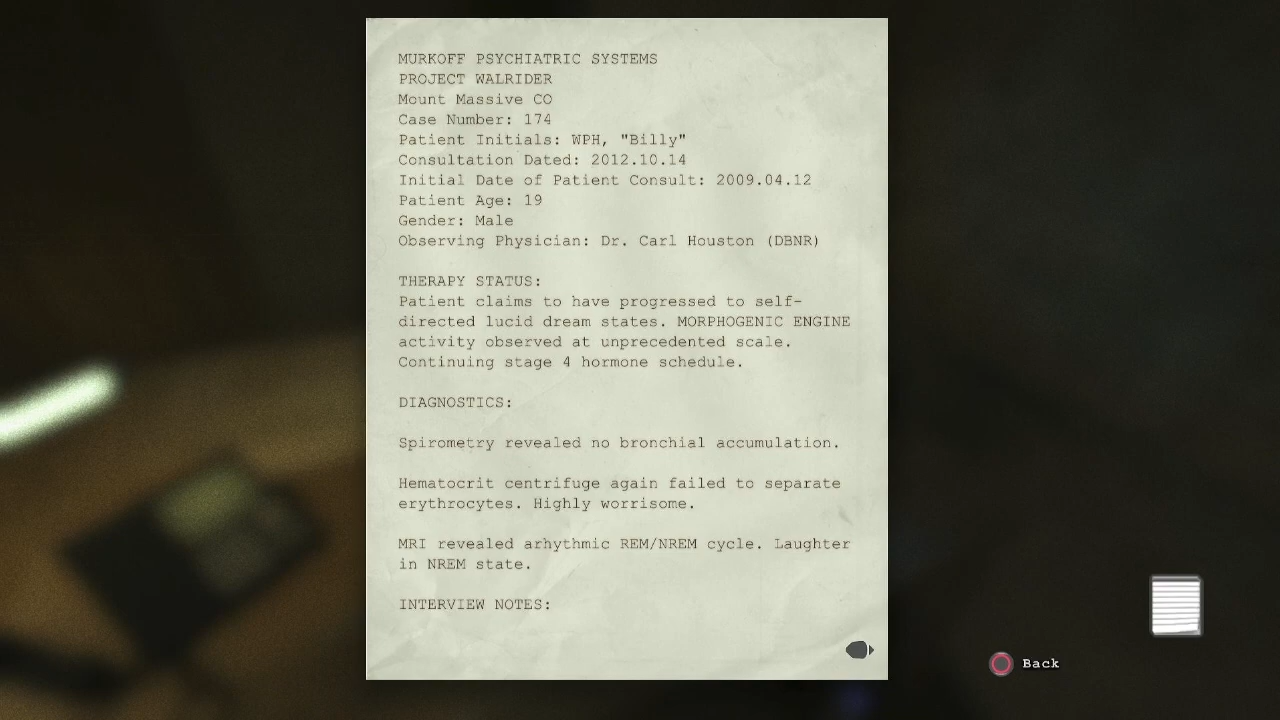 MURKOFF PSYCHIATRIC SYSTEMS
PROJECT WALRIDER
Mount Massive CO
Case Number: 174
Patient Initials: WPH, "Billy"
Consultation Dated: 2012.10.14
Initial Date of Patient Consult: 2009.04.12
Patient Age: 19
Gender: Male
Observing Physician: Dr. Carl Houston (DBNR)
THERAPY STATUS:
Patient claims to have progressed to self-
directed lucid dream states. MORPHOGENIC ENGINE
activity observed at unprecedented scale.
Continuing stage 4 hormone schedule.
DIAGNOSTICS:
Spirometry revealed no bronchial accumulation.
Hematocrit centrifuge again failed to separate
erythrocytes. Highly worrisome.
MRI revealed arhythmic REM/NREM cycle. Laughter
in NREM state.
INTERVIEW NOTES:
Back